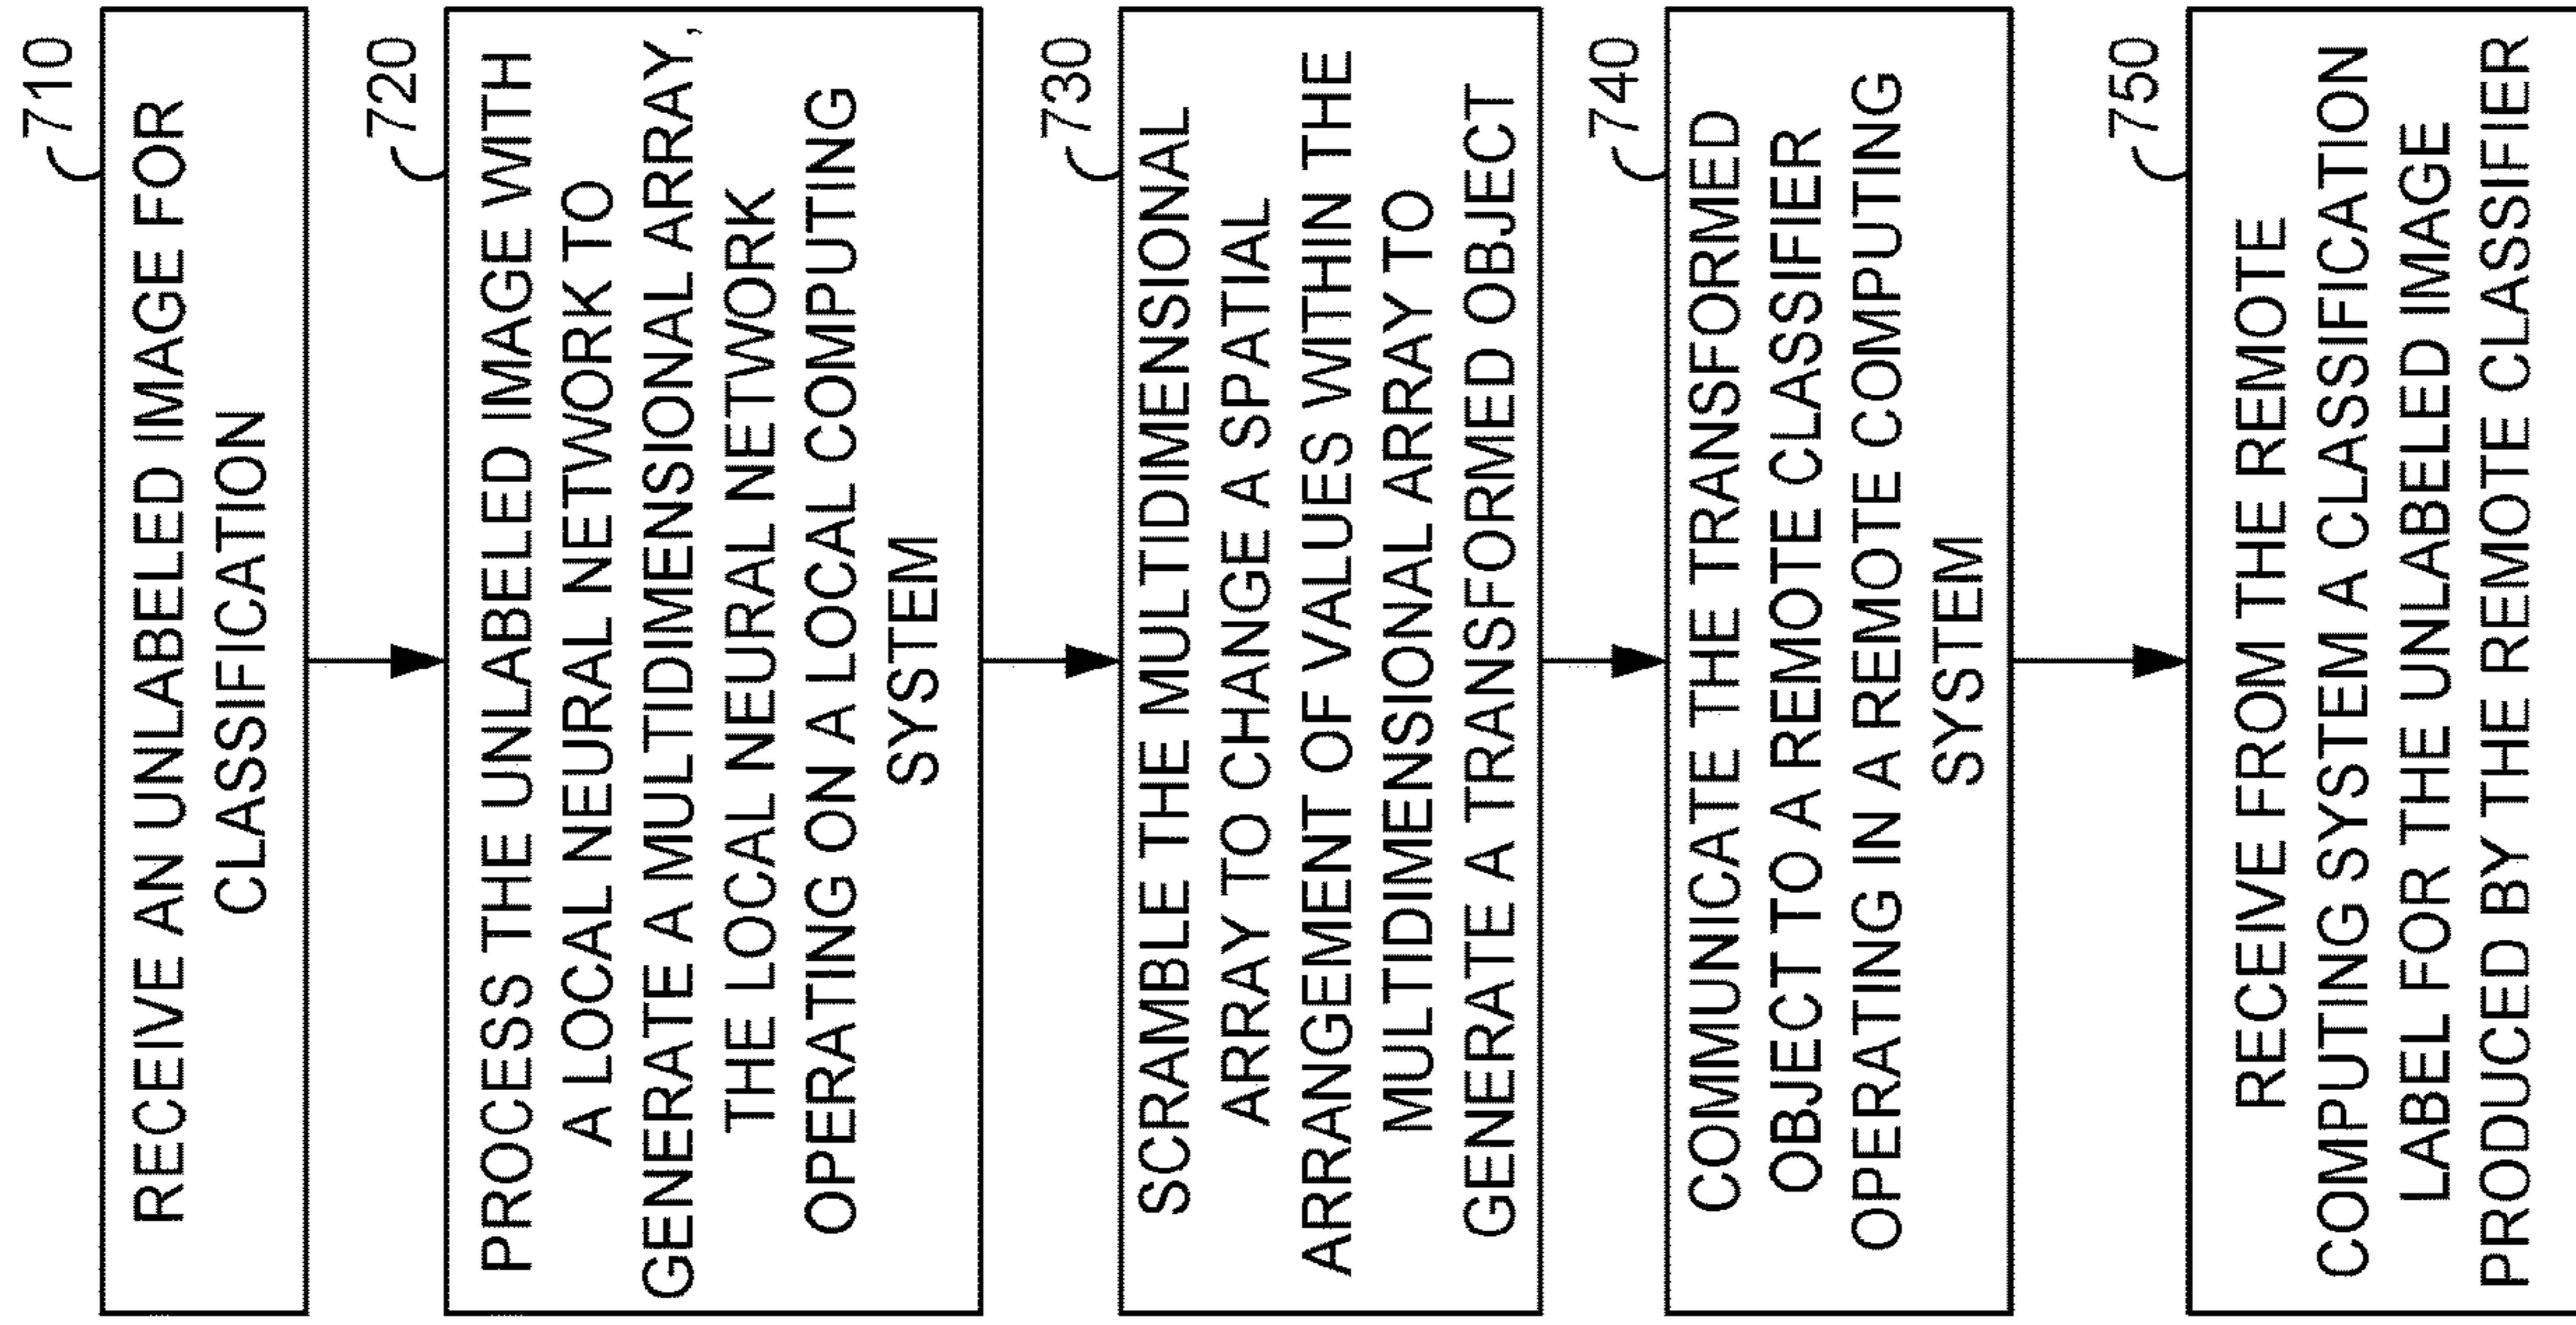 710
RECEIVE AN UNLABELED IMAGE FOR
CLASSIFICATION
720
PROCESS THE UNLABELED IMAGE WITH
A LOCAL NEURAL NETWORK TO
GENERATE A MULTIDIMENSIONAL ARRAY,
THE LOCAL NEURAL NETWORK
OPERATING ON A LOCAL COMPUTING
SYSTEM
730
SCRAMBLE THE MULTIDIMENSIONAL
ARRAY TO CHANGE A SPATIAL
ARRANGEMENT OF VALUES WITHIN THE
MULTIDIMENSIONAL ARRAY TO
GENERATE A TRANSFORMED OBJECT
740
COMMUNICATE THE TRANSFORMED
OBJECT TO A REMOTE CLASSIFIER
OPERATING IN A REMOTE COMPUTING
SYSTEM
750
RECEIVE FROM THE REMOTE
COMPUTING SYSTEM A CLASSIFICATION
LABEL FOR THE UNLABELED IMAGE
PRODUCED BY THE REMOTE CLASSIFIER